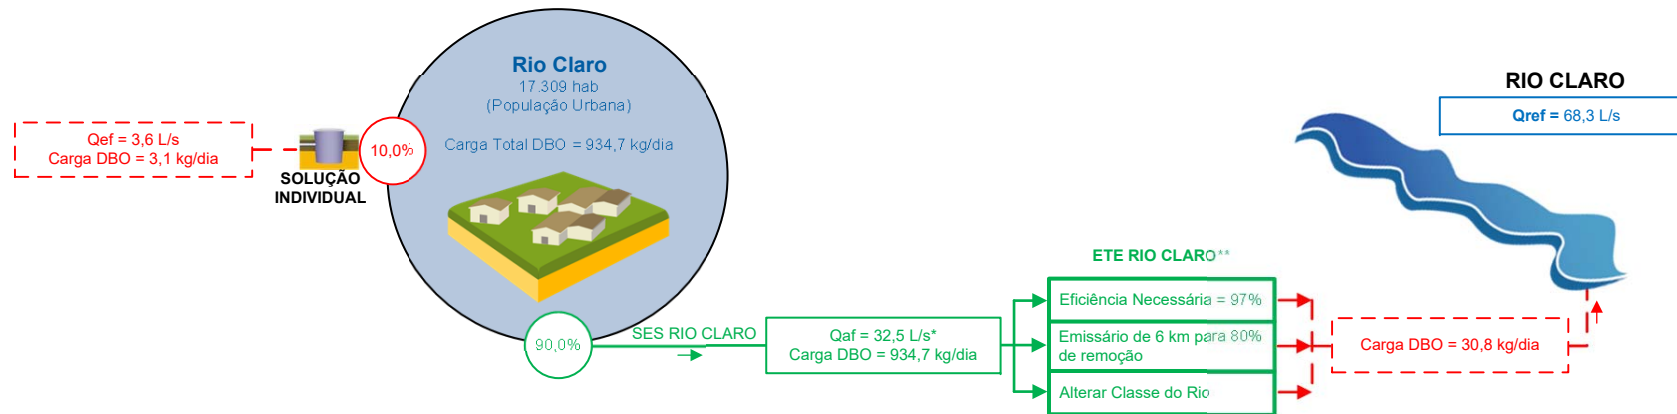 Rio Claro
17.309 hab
(População Urbana)
Carga Total DBO = 934,7 kg/dia
Qef = 3,6 L/s
Carga DBO = 3,1 kg/dia
10,0%
SOLUÇÃO
INDIVIDUAL
90,0%
SES RIO CLARO
Qaf = 32,5 L/s*
Carga DBO = 934,7 kg/dia
ETE RIO CLARO**
Eficiência Necessária = 97%
Emissário de 6 km para 80%
de remoção
Alterar Classe do Rio
Carga DBO = 30,8 kg/dia
RIO CLARO
Qref = 68,3 L/s